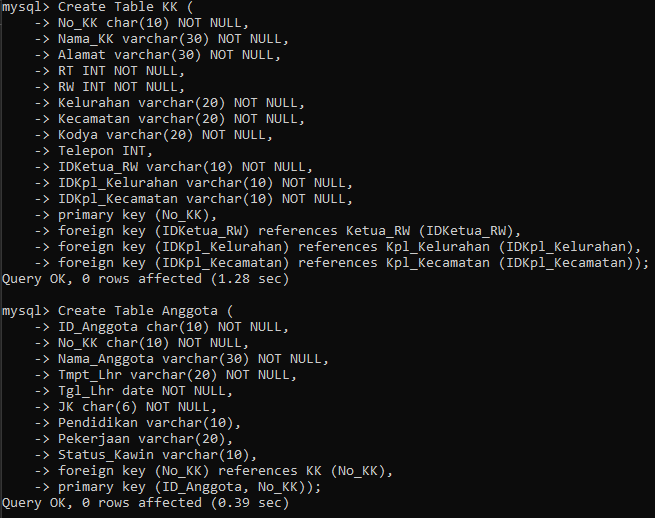 mysql> Create Table KK (
-> No_KK char(10) NOT NULL,
-> Nama_KK varchar(30) NOT NULL,
-> Alamat varchar(30) NOT NULL,
-> RT INT NOT NULL,
-> RW INT NOT NULL,
-> Kelurahan varchar(20) NOT NULL,
-> Kecamatan varchar(20) NOT NULL,
-> Kodya varchar(20) NOT NULL,
-> Telepon INT,
-> IDKetua_RW varchar(10) NOT NULL,
-> IDKpl_Kelurahan varchar(10) NOT NULL,
-> IDKpl_Kecamatan varchar(10) NOT NULL,
-> primary key (No_KK),
-> foreign key (IDKetua_RW) references Ketua_RW (IDKetua_RW),
-> foreign key (IDKpl_Kelurahan) references Kpl_Kelurahan (IDKpl_Kelurahan),
-> foreign key (IDKpl_Kecamatan) references Kpl_Kecamatan (IDKpl_Kecamatan));
Query OK, 0 rows affected (1.28 sec)
mysql> Create Table Anggota (
-> ID_Anggota char(10) NOT NULL,
-> No_KK char(10) NOT NULL,
-> Nama_Anggota varchar(30) NOT NULL,
-> Tmpt_Lhr varchar(20) NOT NULL,
-> Tgl_Lhr date NOT NULL,
-> JK char(6) NOT NULL,
-> Pendidikan varchar(10),
-> Pekerjaan varchar(20),
-> Status_Kawin varchar(10),
-> foreign key (No_KK) references KK (No_KK),
-> primary key (ID_Anggota, No_KK));
Query OK, 0 rows affected (0.39 sec)